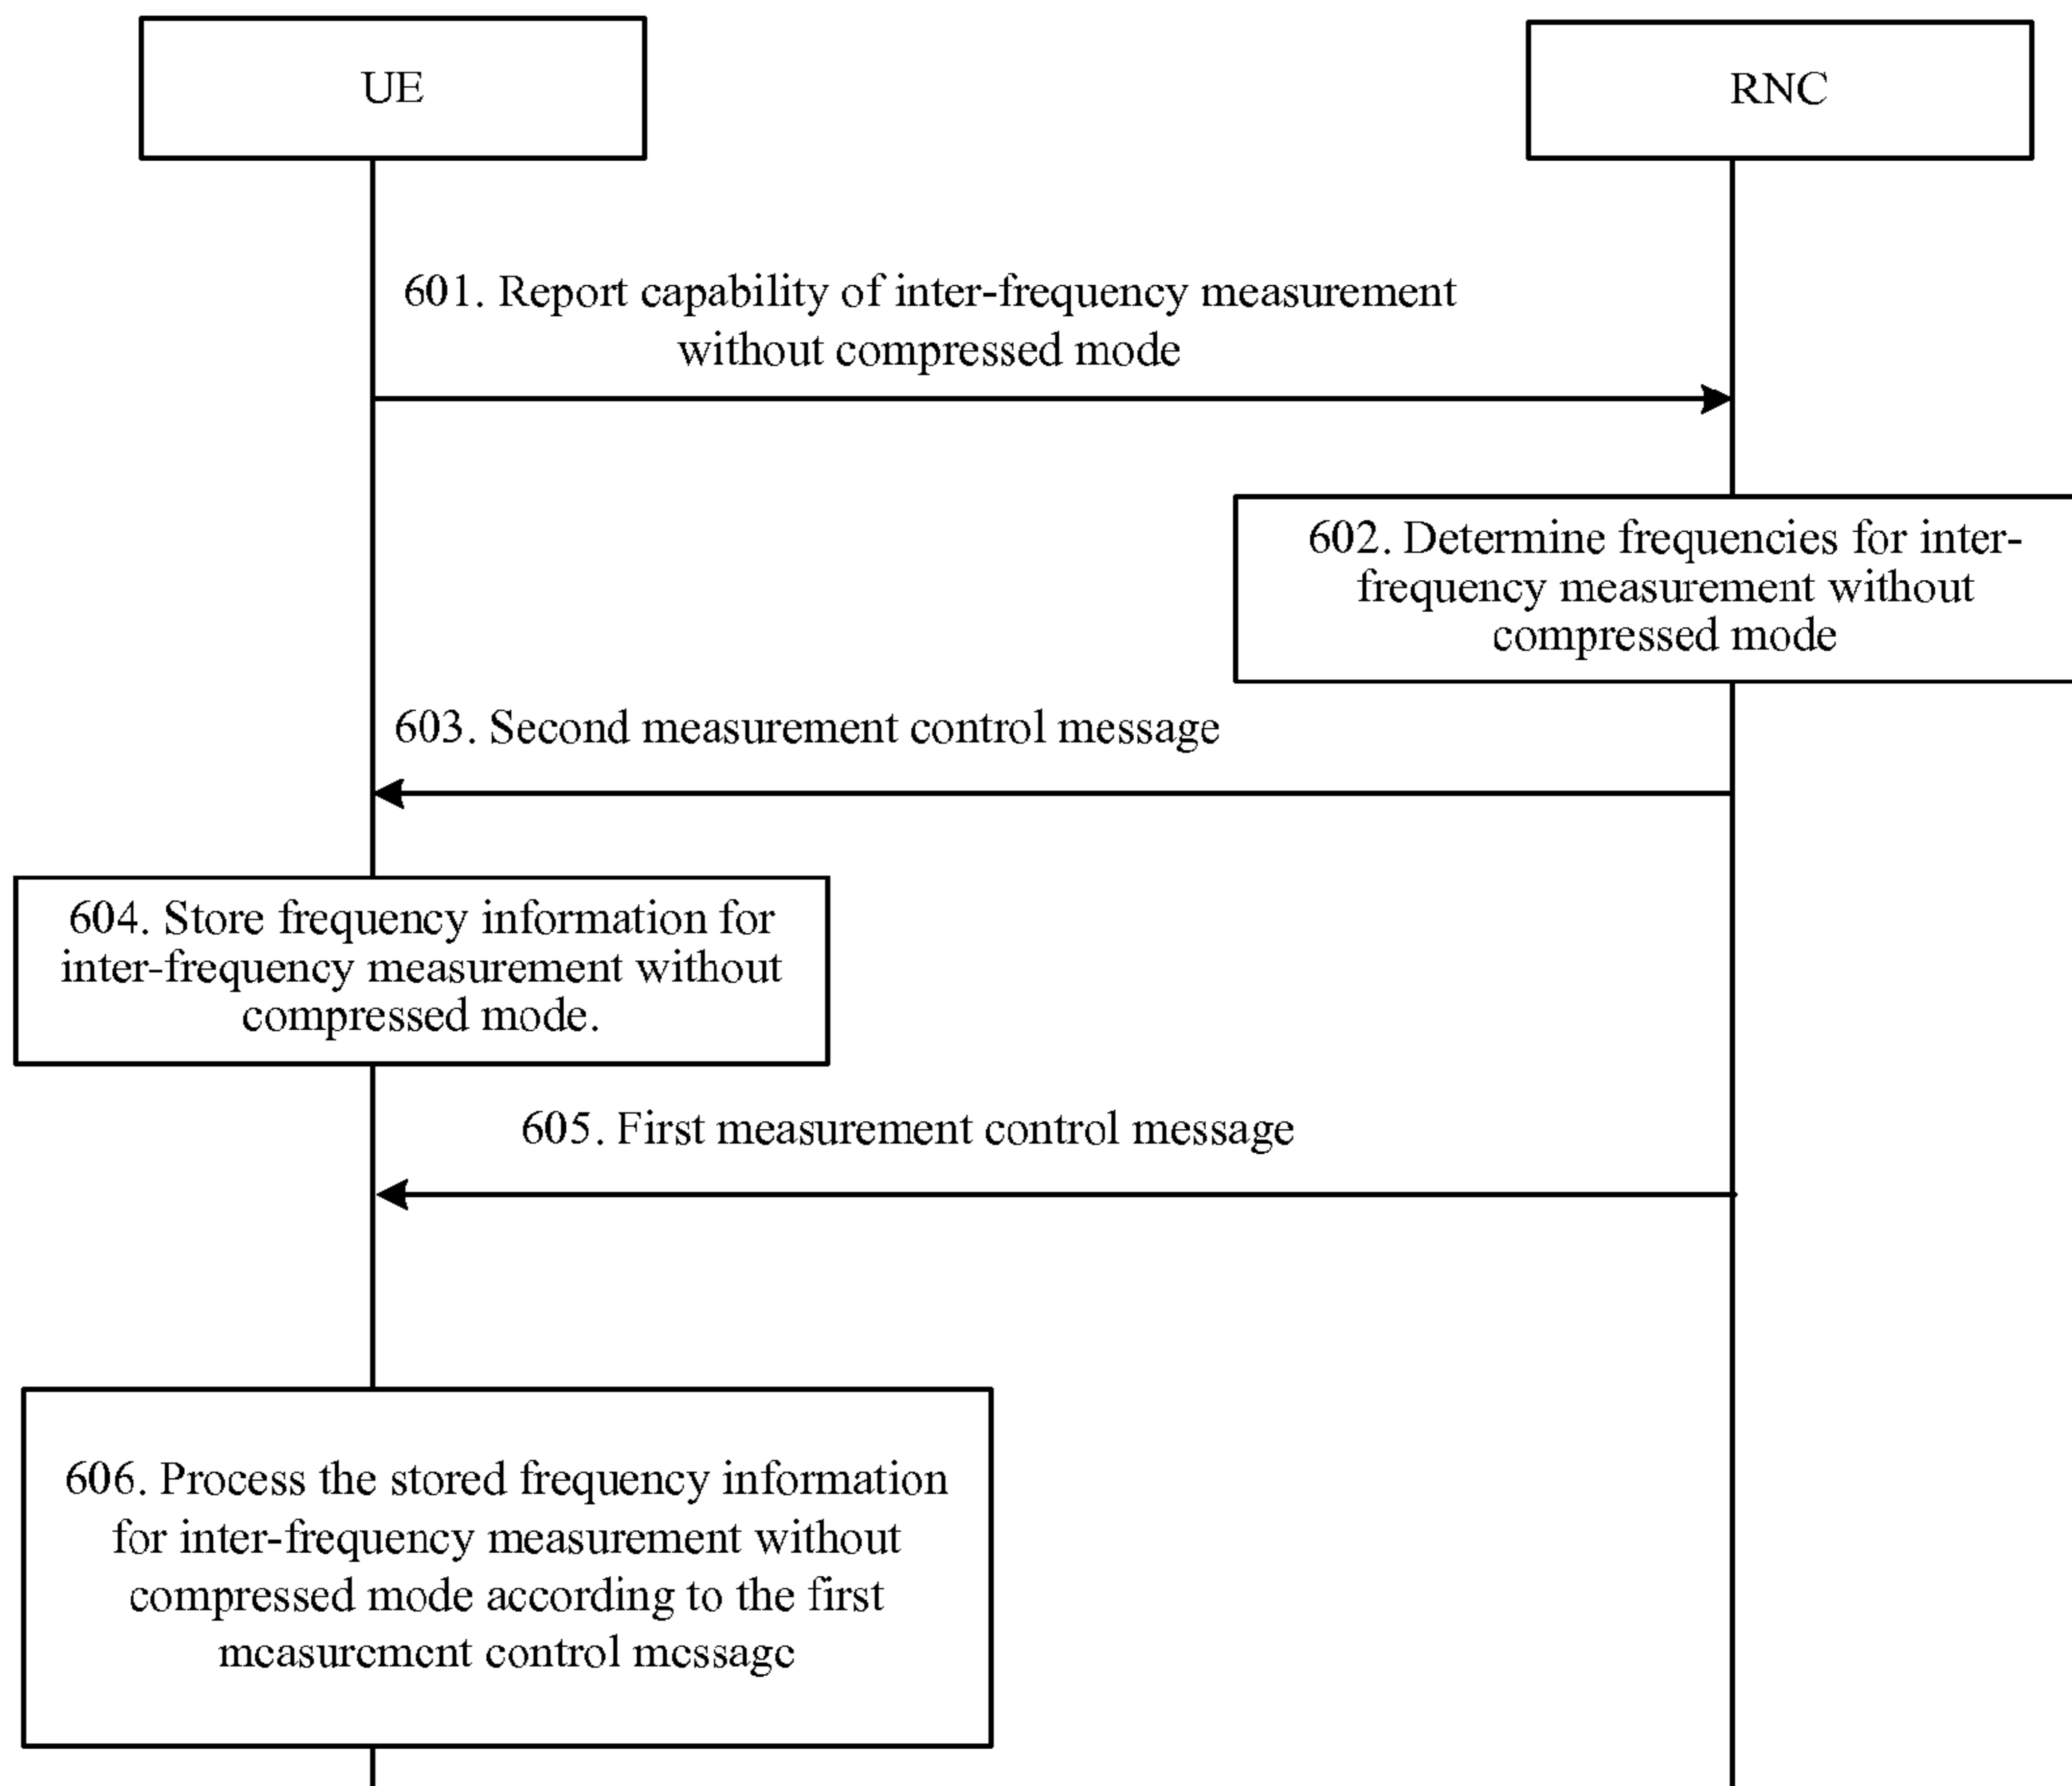 UE
RNC
601. Report capability of inter-frequency measurement
without compressed mode
602. Determine frequencies for inter-
frequency measurement without
compressed mode
603. Second measurement control message
604. Store frequency information for
inter-frequency measurement without
compressed mode.
605. First measurement control message
606. Process the stored frequency information
for inter-frequency measurement without
compressed mode according to the first
measurement control message